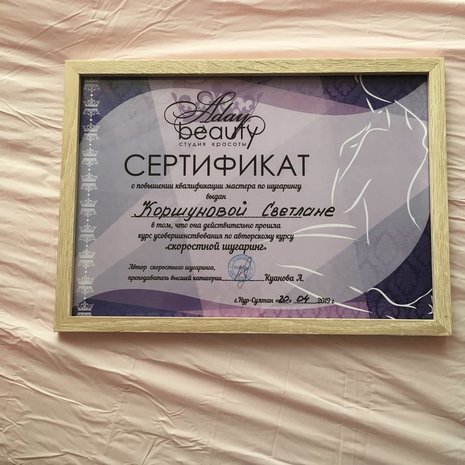 Aday
beauty
студия красоты
СЕРТИФИКАТ
о повышении квалификации мастера по шугарингу
выдан
Коршуновой Светлане
в том, что она действительно прошла
курс усовершенствования по авторскому курсу
«скоростной шугаринг»
Автор скоростного шугаринга,
преподаватель высшей категории Куанова Л.
г.Нур-Султан «20» 04 2019 г